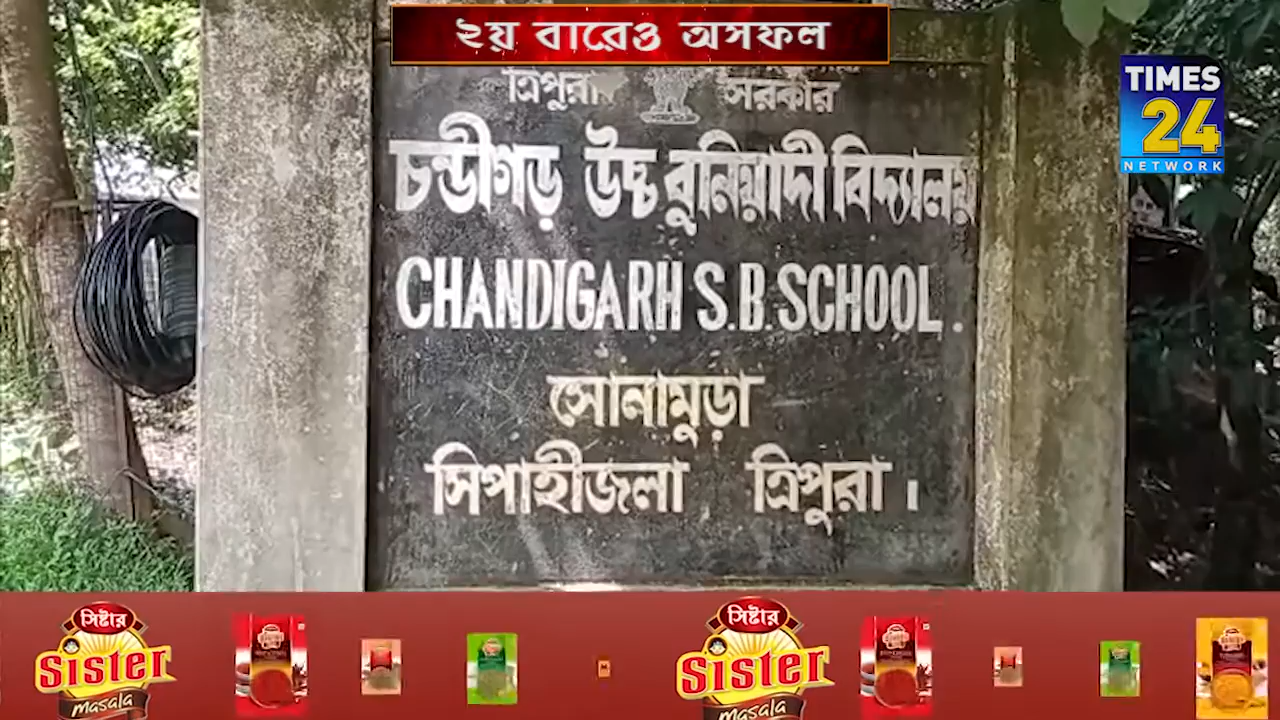 ২য় বারেও অসফল
TIMES
24
NETWORK
ত্রিপুরা সরকার
চন্ডীগড় উচ্চ বুনিয়াদী বিদ্যালয়
CHANDIGARH S.B.SCHOOL.
সোনামুড়া
সিপাহীজলা ত্রিপুরা ।
সিষ্টার
Sister
masala
সিষ্টার
Sister
masala